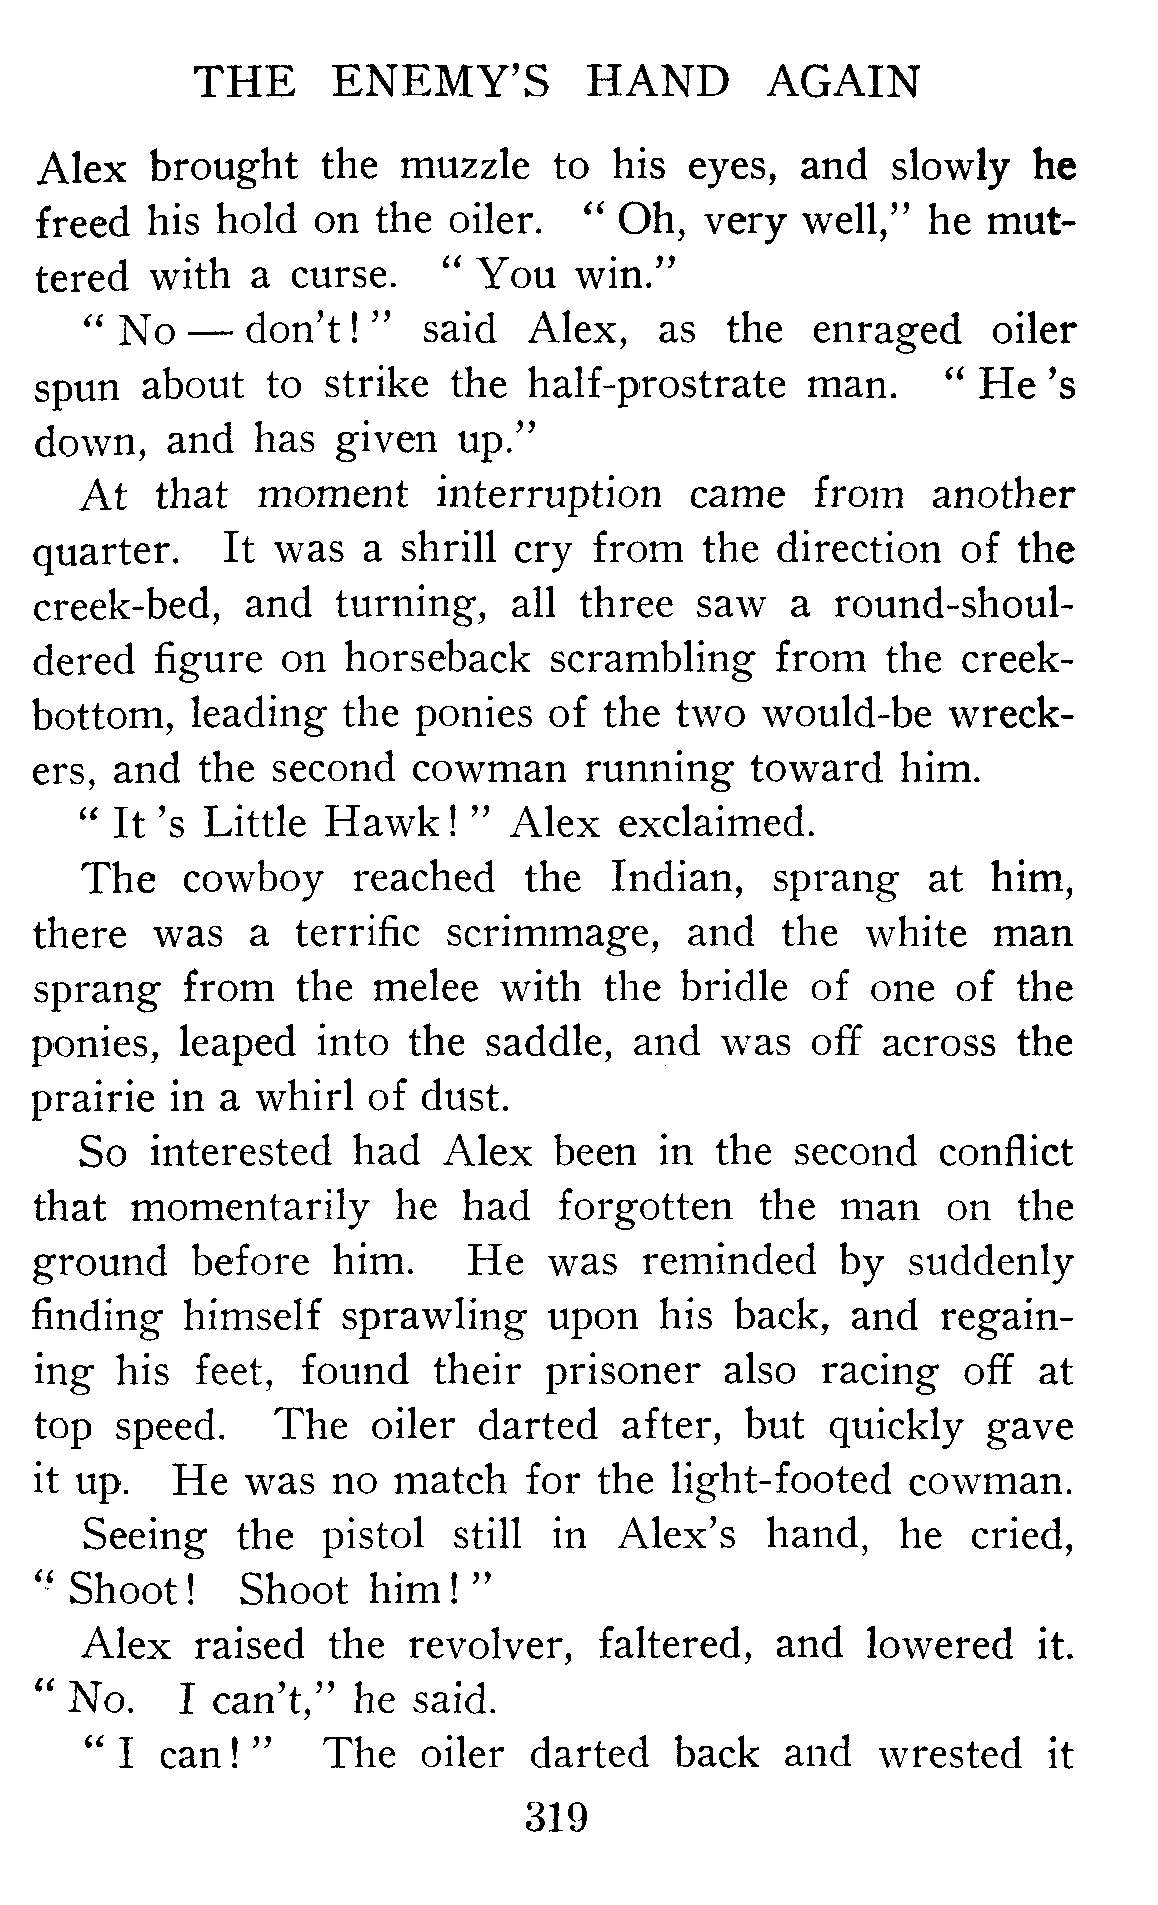 THE ENEMY'S HAND AGAIN
Alex brought the muzzle to his eyes, and slowly he
freed his hold on the oiler. “ Oh, very well,” he mut-
tered with a curse. “ You win.”
“ No — don't! ” said Alex, as the enraged oiler
spun about to strike the half-prostrate man. “ He 's
down, and has given up.”
At that moment interruption came from another
quarter. It was a shrill cry from the direction of the
creek-bed, and turning, all three saw a round-shoul-
dered figure on horseback scrambling from the creek-
bottom, leading the ponies of the two would-be wreck-
ers, and the second cowman running toward him.
“ It 's Little Hawk! ” Alex exclaimed.
The cowboy reached the Indian, sprang at him,
there was a terrific scrimmage, and the white man
sprang from the melee with the bridle of one of the
ponies, leaped into the saddle, and was off across the
prairie in a whirl of dust.
So interested had Alex been in the second conflict
that momentarily he had forgotten the man on the
ground before him. He was reminded by suddenly
finding himself sprawling upon his back, and regain-
ing his feet, found their prisoner also racing off at
top speed. The oiler darted after, but quickly gave
it up. He was no match for the light-footed cowman.
Seeing the pistol still in Alex's hand, he cried,
“ Shoot! Shoot him! ”
Alex raised the revolver, faltered, and lowered it.
“ No. I can't,” he said.
“ I can! ” The oiler darted back and wrested it
319